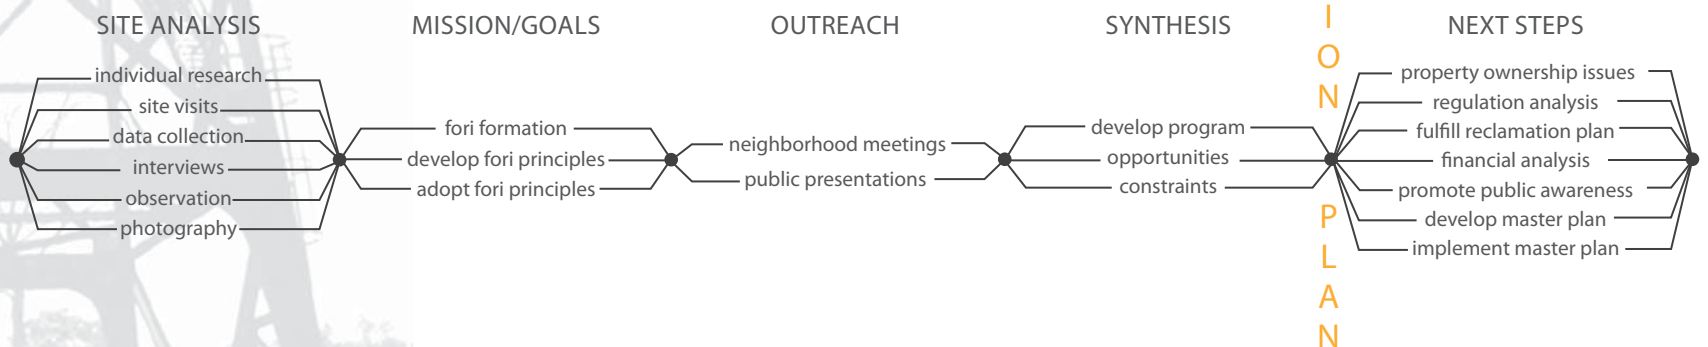 SITE ANALYSIS
individual research
site visits
data collection
interviews
observation
photography
MISSION/GOALS
fori formation
develop fori principles
adopt fori principles
OUTREACH
neighborhood meetings
public presentations
SYNTHESIS
develop program
opportunities
constraints
I
O
N
P
L
A
N
NEXT STEPS
property ownership issues
regulation analysis
fulfill reclamation plan
financial analysis
promote public awareness
develop master plan
implement master plan